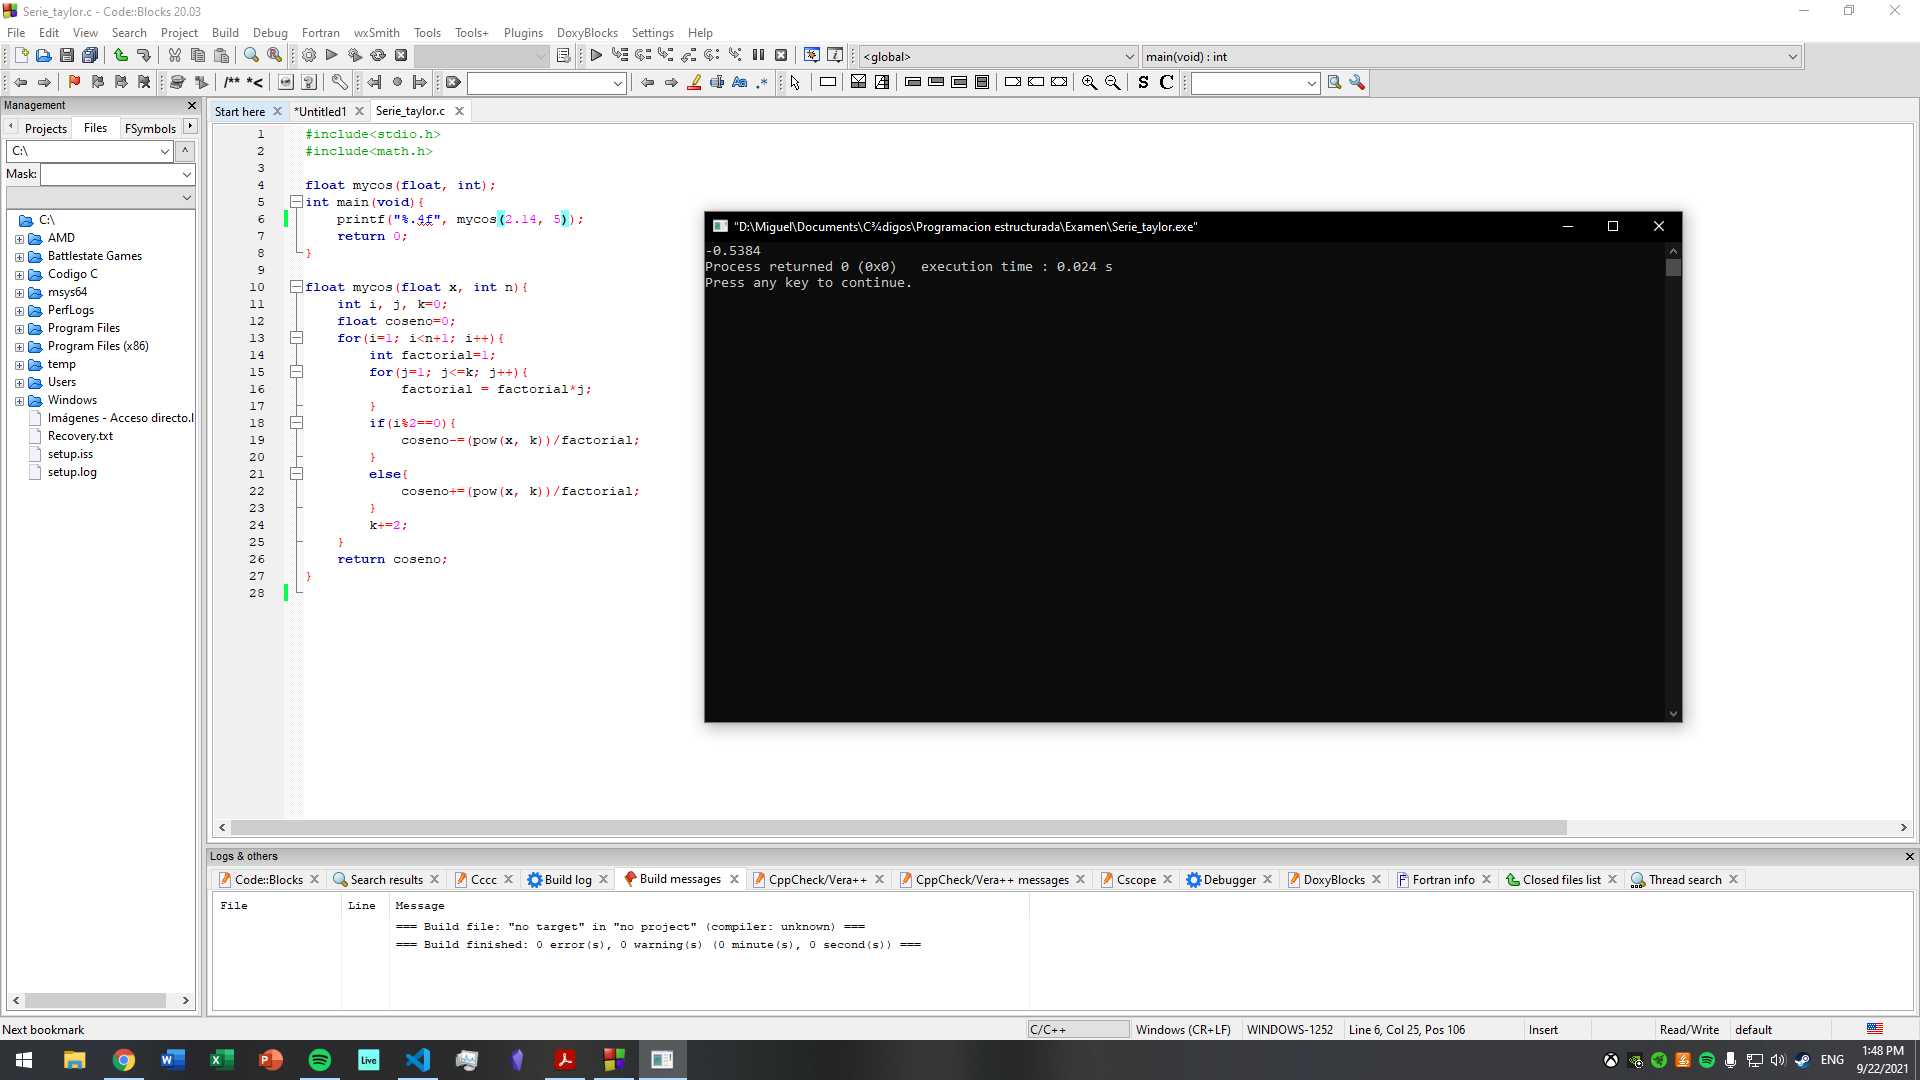 Serie_taylor.c - Code::Blocks 20.03
File Edit View Search Project Build Debug Fortran wxSmith Tools Tools+ Plugins DoxyBlocks Settings Help
<global> main(void) : int
/** *< Aa .* S C
Management
Projects Files FSymbols
C:\ ^
Mask:
C:\
AMD
Battlestate Games
Codigo C
msys64
PerfLogs
Program Files
Program Files (x86)
temp
Users
Windows
Imágenes - Acceso directo.l
Recovery.txt
setup.iss
setup.log
Start here *Untitled1 Serie_taylor.c
1 #include<stdio.h>
2 #include<math.h>
3
4 float mycos(float, int);
5 int main(void){
6 printf("%.4f", mycos(2.14, 5));
7 return 0;
8 }
9
10 float mycos(float x, int n){
11 int i, j, k=0;
12 float coseno=0;
13 for(i=1; i<n+1; i++){
14 int factorial=1;
15 for(j=1; j<=k; j++){
16 factorial = factorial*j;
17 }
18 if(i%2==0){
19 coseno-=(pow(x, k))/factorial;
20 }
21 else{
22 coseno+=(pow(x, k))/factorial;
23 }
24 k+=2;
25 }
26 return coseno;
27 }
28
"D:\Miguel\Documents\C¾digos\Programacion estructurada\Examen\Serie_taylor.exe"
-0.5384
Process returned 0 (0x0)   execution time : 0.024 s
Press any key to continue.
Logs & others
Code::Blocks Search results Cccc Build log Build messages CppCheck/Vera++ CppCheck/Vera++ messages Cscope Debugger DoxyBlocks Fortran info Closed files list Thread search
File Line Message
=== Build file: "no target" in "no project" (compiler: unknown) ===
=== Build finished: 0 error(s), 0 warning(s) (0 minute(s), 0 second(s)) ===
Next bookmark C/C++ Windows (CR+LF) WINDOWS-1252 Line 6, Col 25, Pos 106 Insert Read/Write default
Live ENG
1:48 PM
9/22/2021